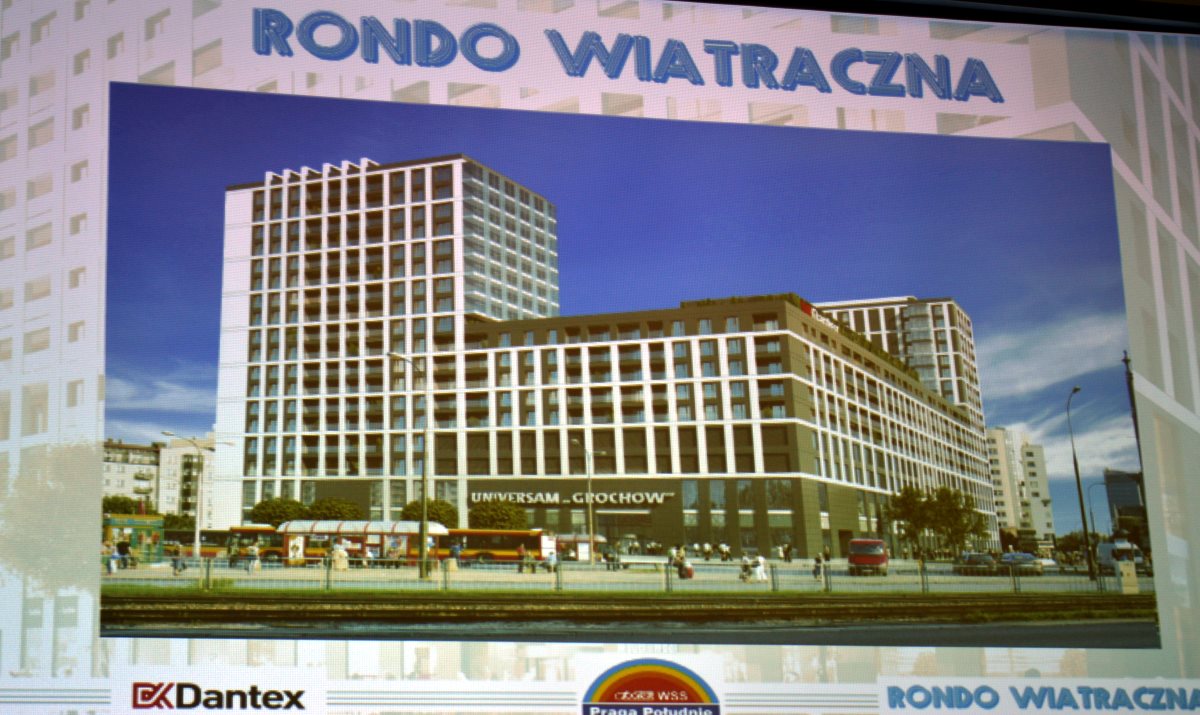 RONDO WIATRACZNA
UNIVERSAM GROCHÓW
Dantex
WSS
Praga Południe
RONDO WIATRACZNA